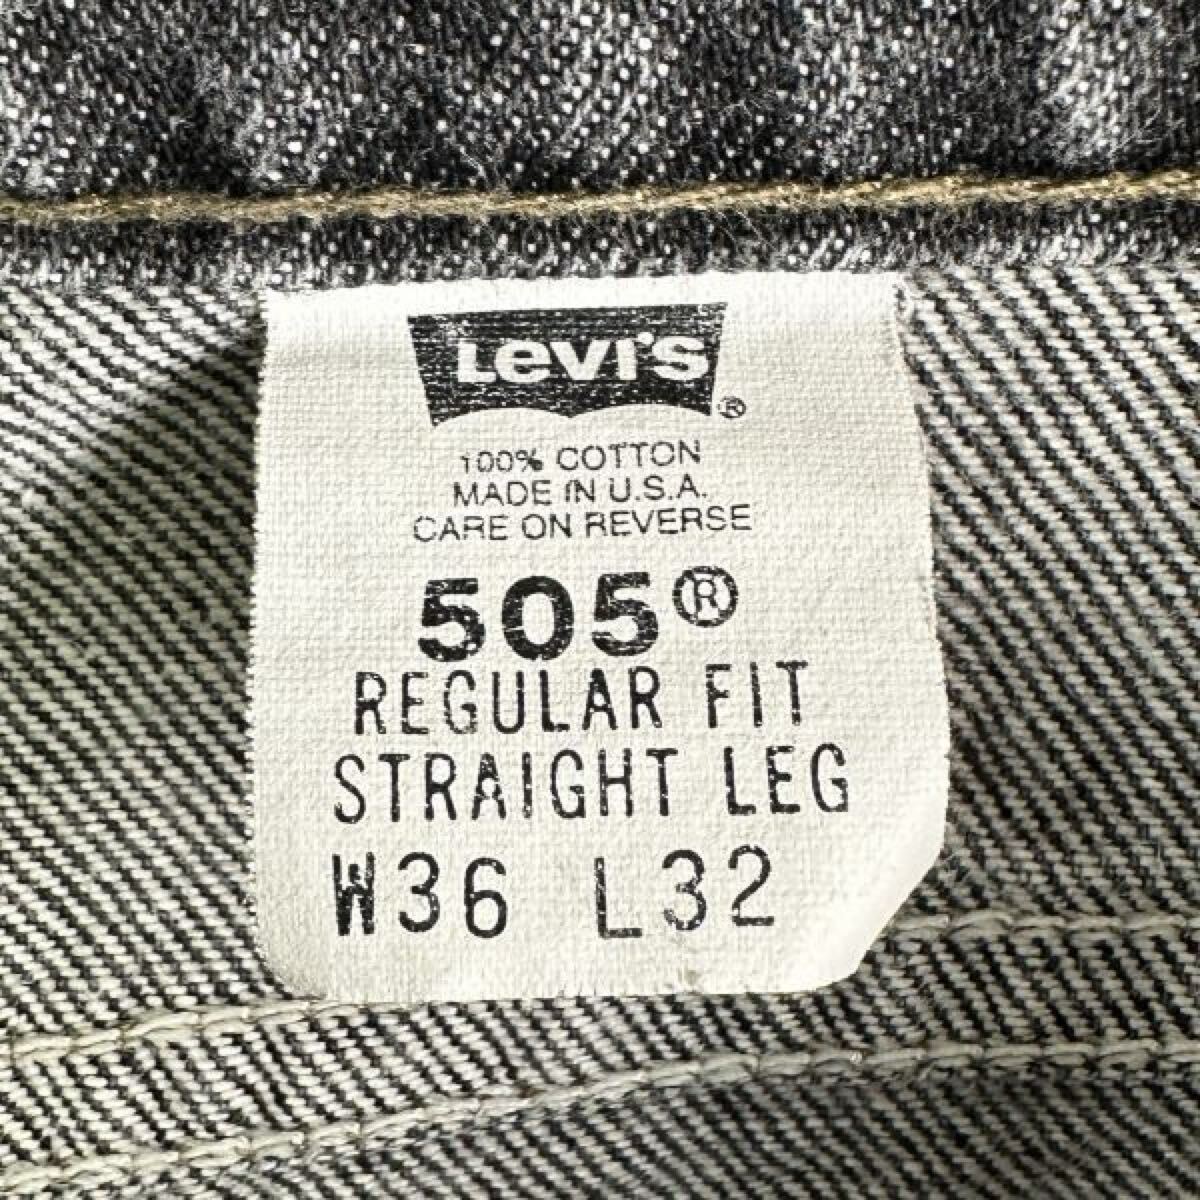 Levi's®
100% COTTON
MADE IN U.S.A.
CARE ON REVERSE
505®
REGULAR FIT
STRAIGHT LEG
W36 L32